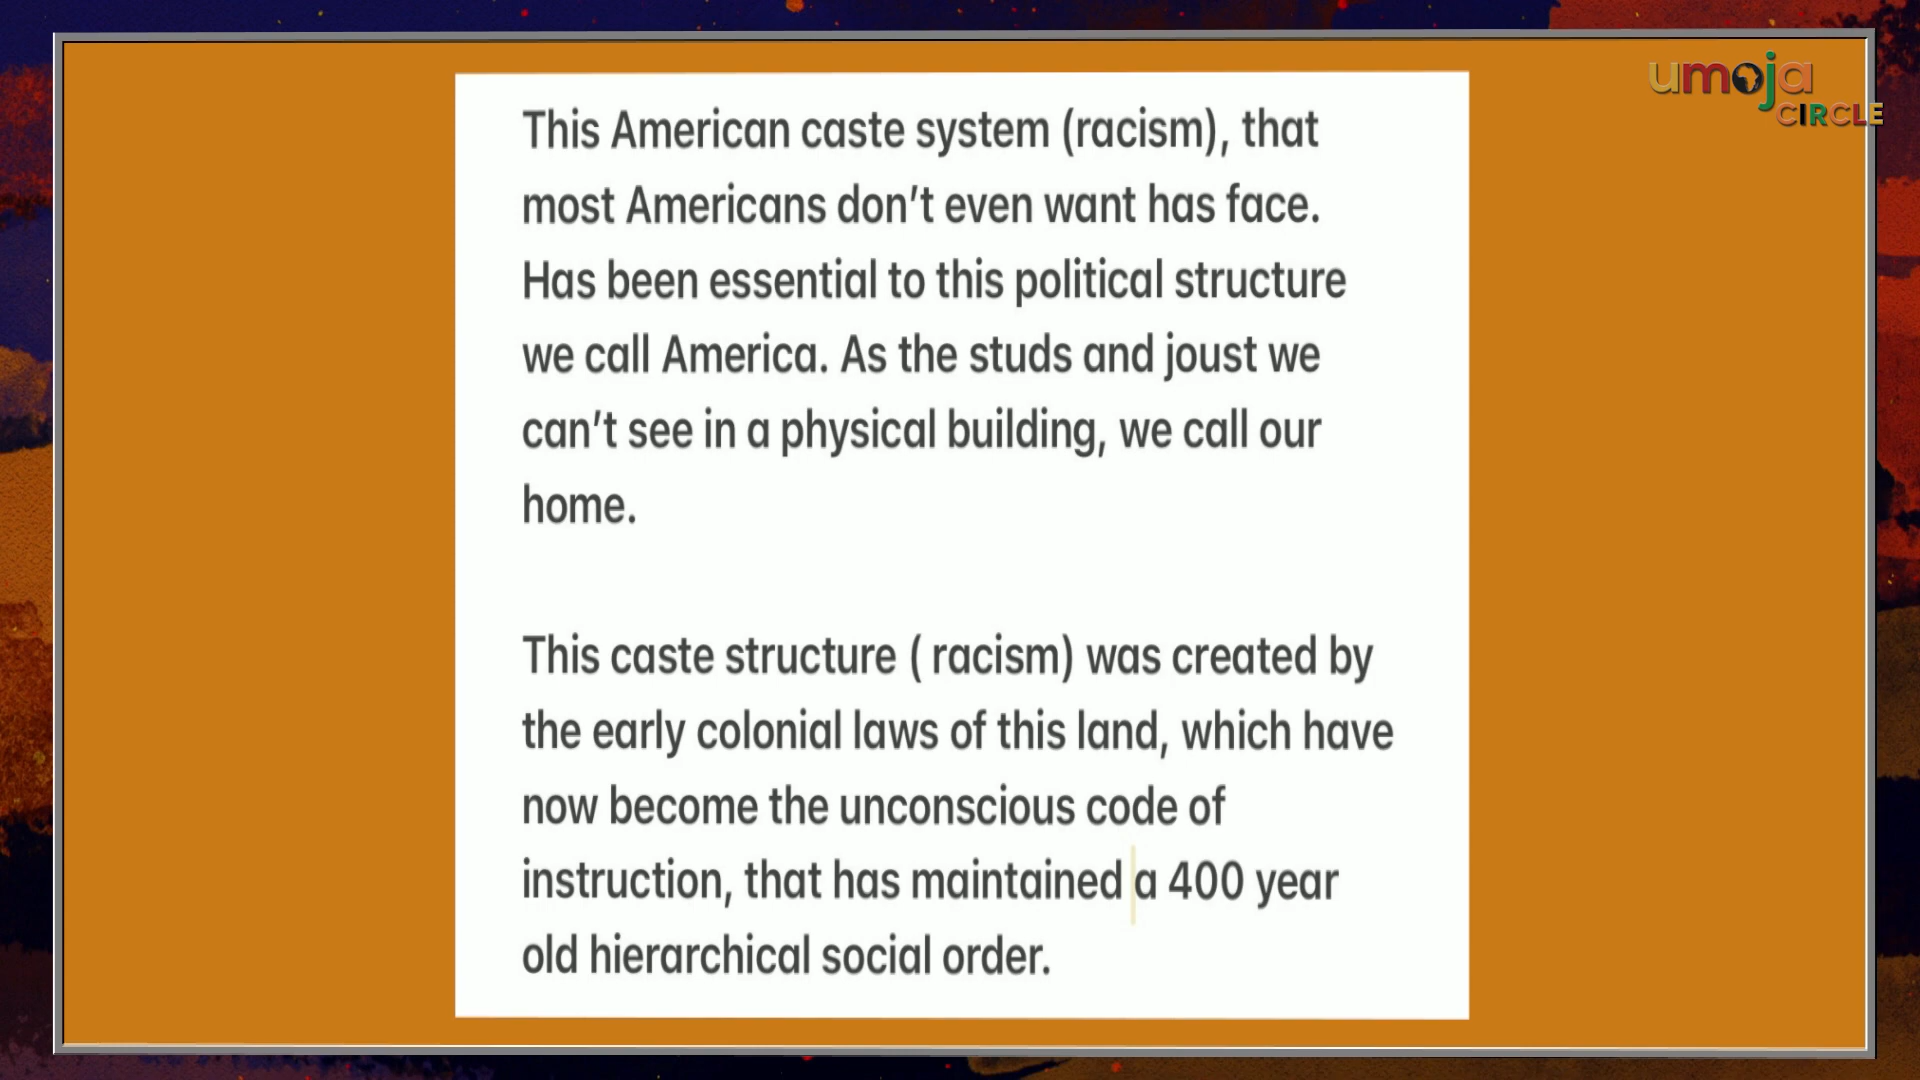 umoja
CIRCLE
This American caste system (racism), that
most Americans don't even want has face.
Has been essential to this political structure
we call America. As the studs and joust we
can't see in a physical building, we call our
home.
This caste structure ( racism) was created by
the early colonial laws of this land, which have
now become the unconscious code of
instruction, that has maintained a 400 year
old hierarchical social order.